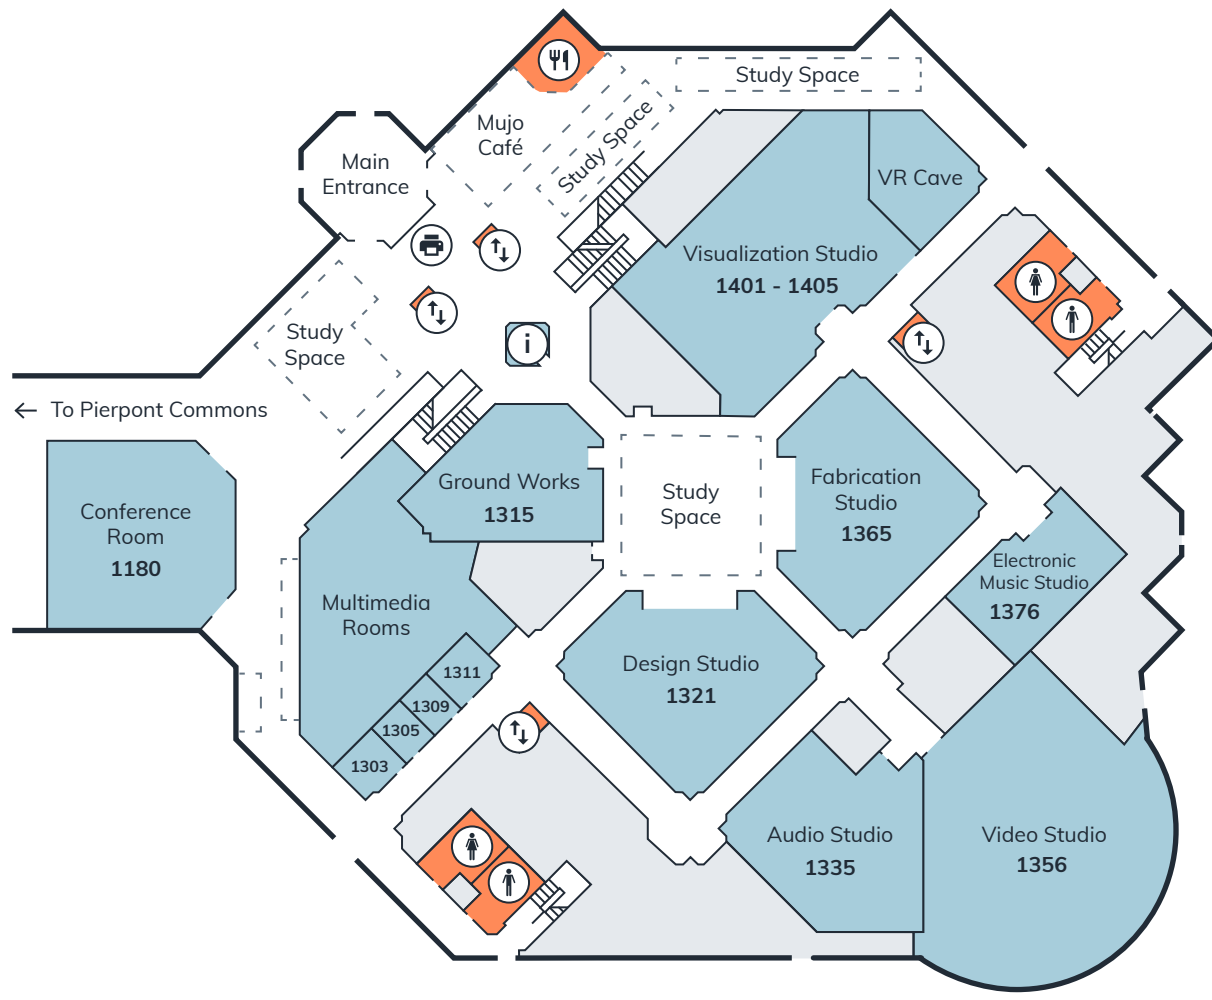 Study Space
Mujo
Café
Study Space
Main
Entrance
VR Cave
Visualization Studio
1401 - 1405
Study
Space
i
To Pierpont Commons
Ground Works
1315
Study
Space
Fabrication
Studio
1365
Conference
Room
1180
Electronic
Music Studio
1376
Multimedia
Rooms
Design Studio
1321
1311
1309
1305
1303
Audio Studio
1335
Video Studio
1356